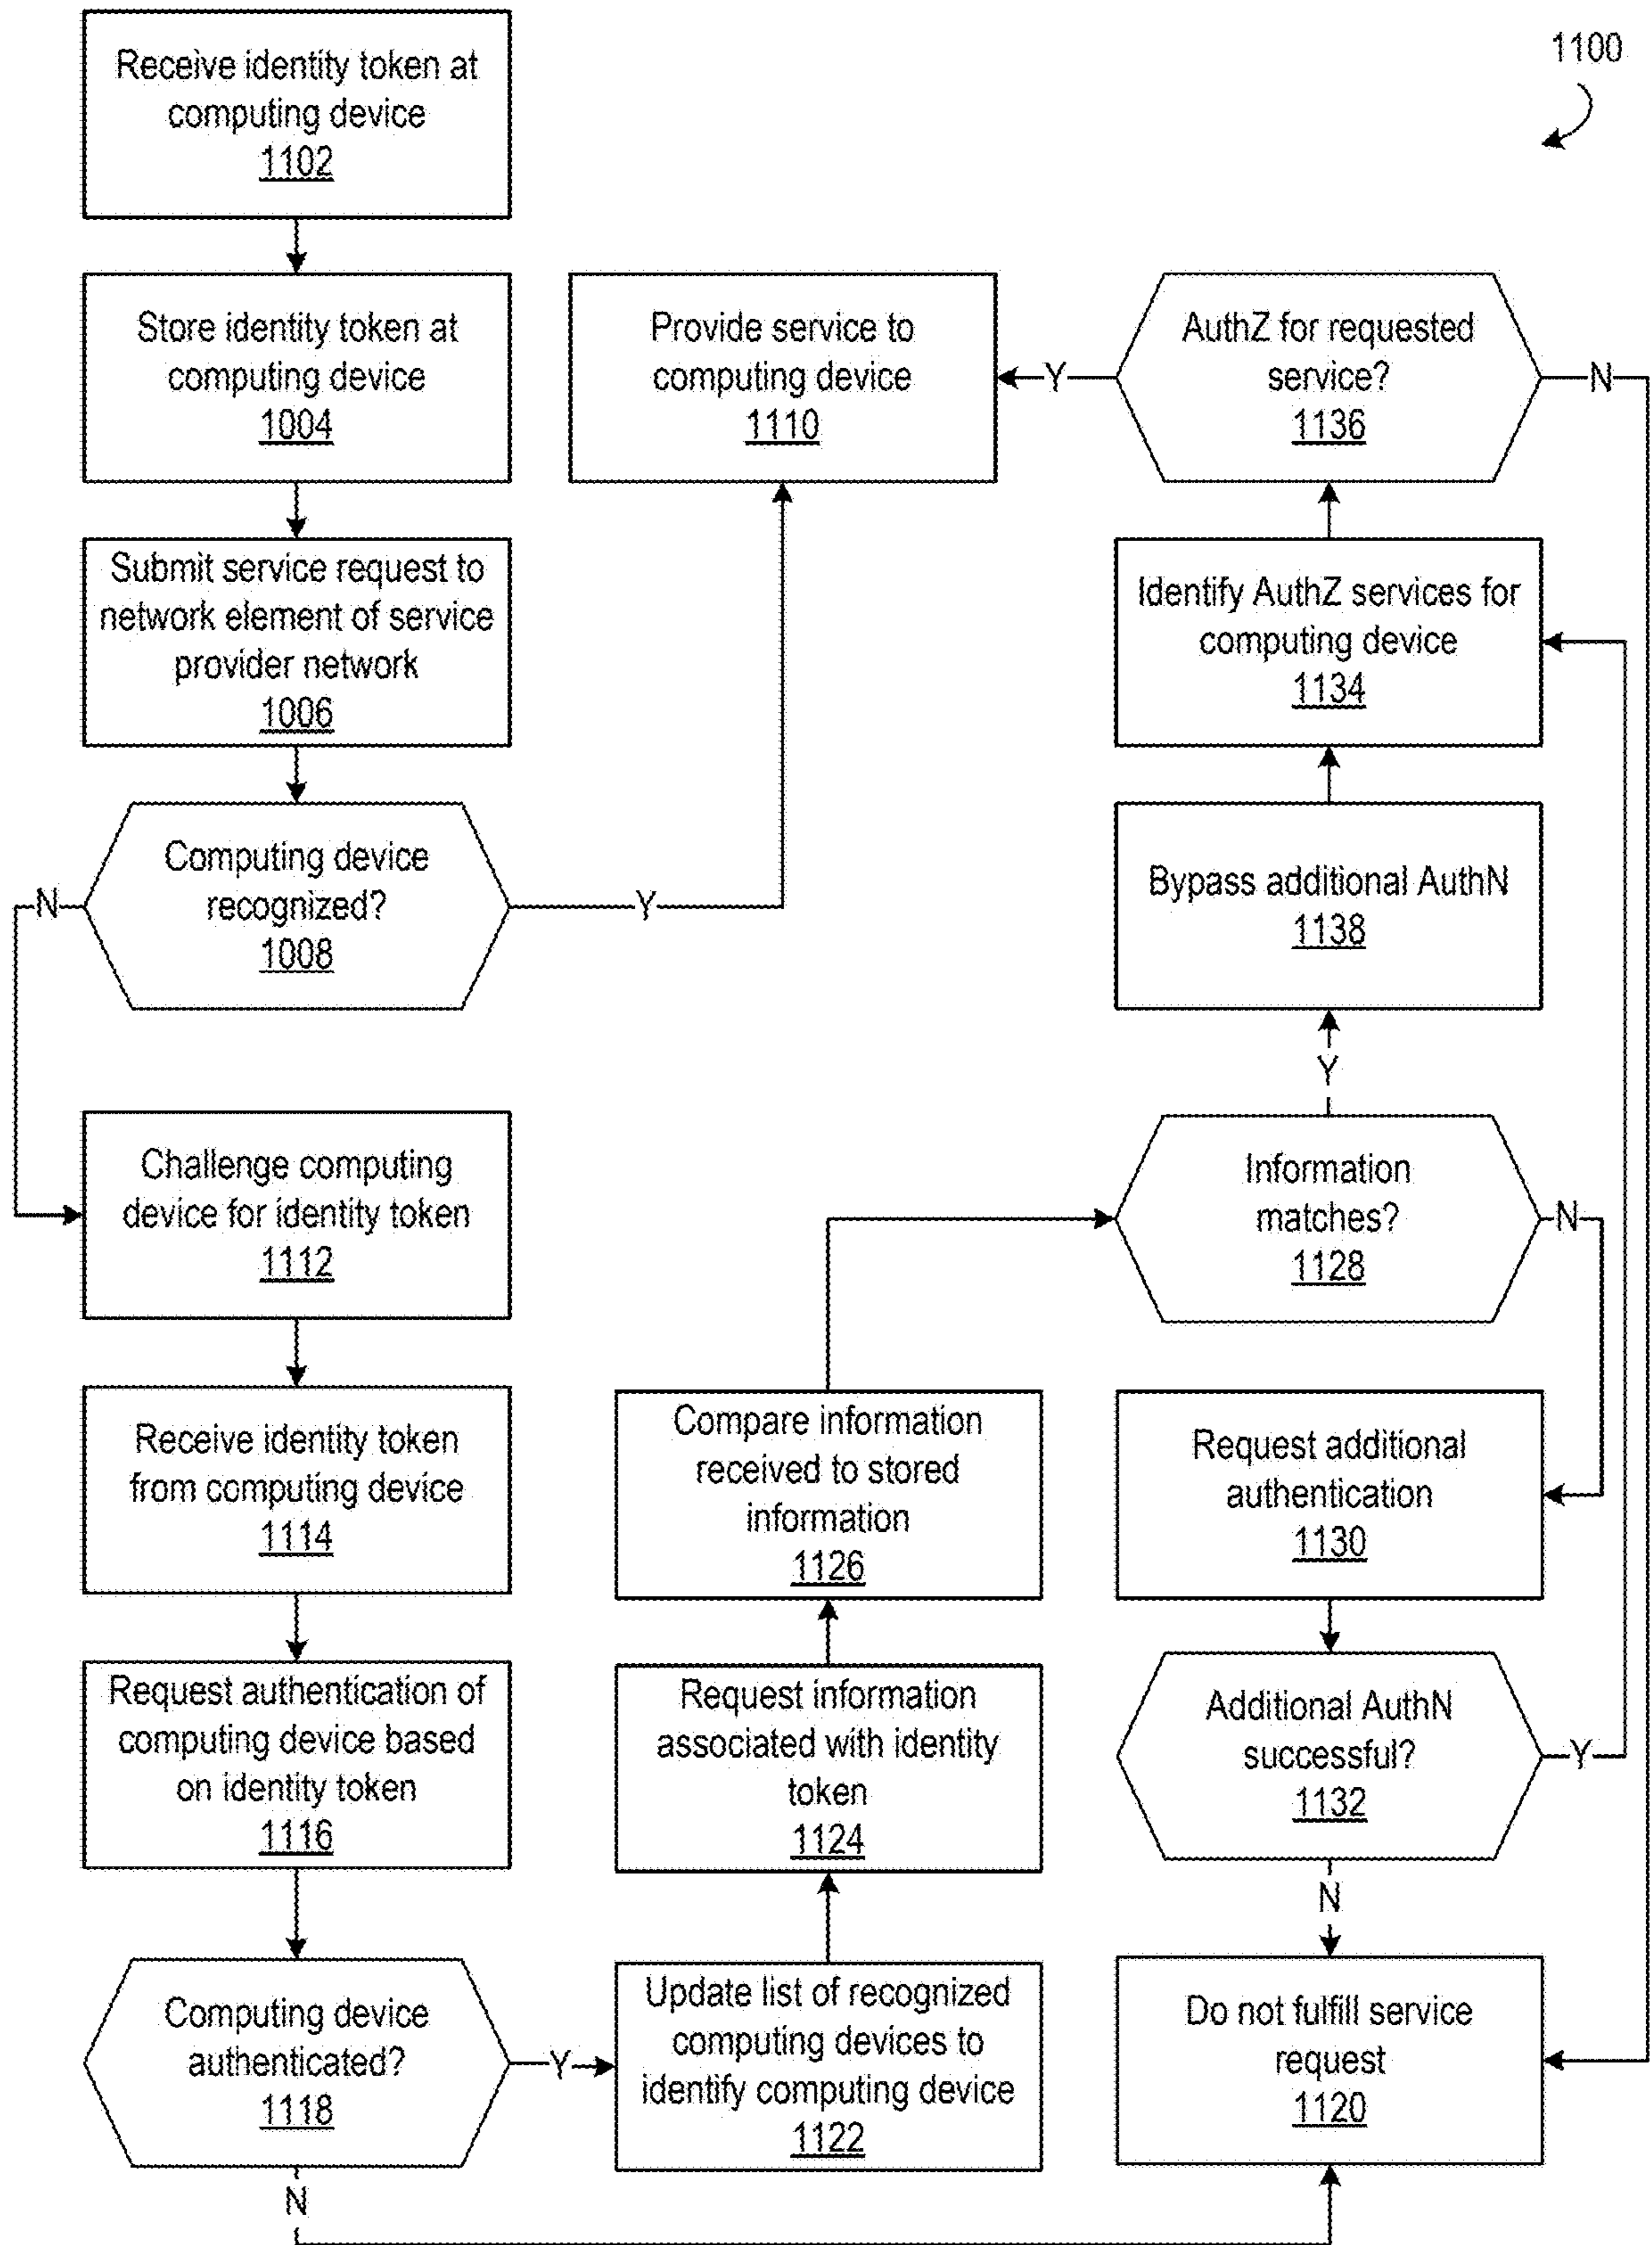 1100
Receive identity token at
computing device
1102
Store identity token at
computing device
1004
Submit service request to
network element of service
provider network
1006
Computing device
recognized?
1008
N
Y
Challenge computing
device for identity token
1112
Receive identity token
from computing device
1114
Request authentication of
computing device based
on identity token
1116
Computing device
authenticated?
1118
Y
N
Provide service to
computing device
1110
Compare information
received to stored
information
1126
Request information
associated with identity
token
1124
Update list of recognized
computing devices to
identify computing device
1122
AuthZ for requested
service?
1136
Y
N
Identify AuthZ services for
computing device
1134
Bypass additional AuthN
1138
Y
Information
matches?
1128
N
Request additional
authentication
1130
Additional AuthN
successful?
1132
Y
N
Do not fulfill service
request
1120